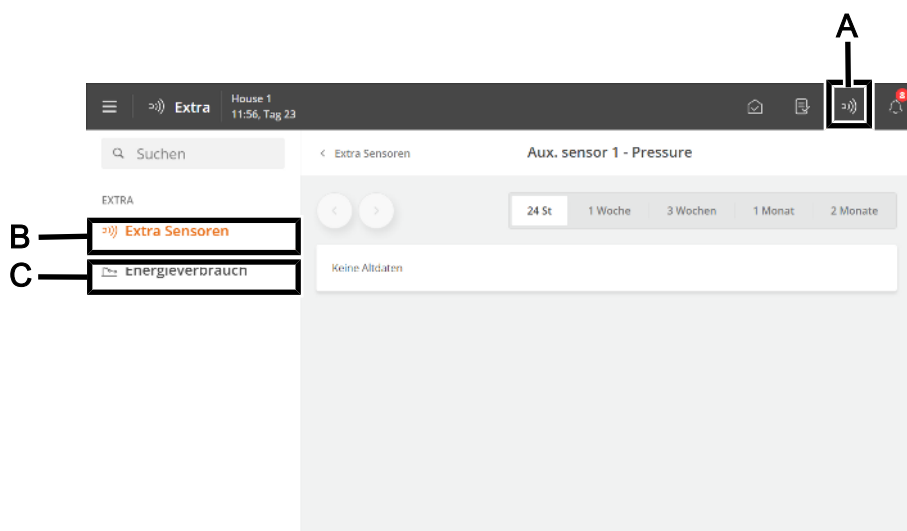 A
Extra
House 1
11:56, Tag 23
8
Suchen
< Extra Sensoren
Aux. sensor 1 - Pressure
EXTRA
24 St
1 Woche
3 Wochen
1 Monat
2 Monate
B
Extra Sensoren
C
Energieverbrauch
Keine Altdaten